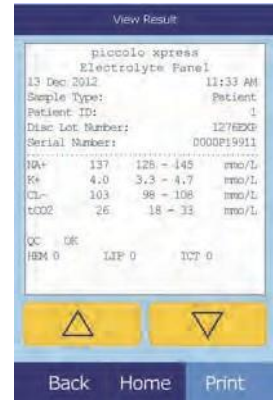 View Result
piccolo xpress
Electrolyte Panel
13 Dec 2012 11:33 AM
Sample Type: Patient
Patient ID: 1
Disc Lot Number: 1276EXP
Serial Number: 0000P19911
NA+ 137 128 - 145 mmo/L
K+ 4.0 3.3 - 4.7 mmo/L
CL- 103 98 - 108 mmo/L
tCO2 26 18 - 33 mmo/L
QC OK
HEM 0 LIP 0 ICT 0
Back Home Print